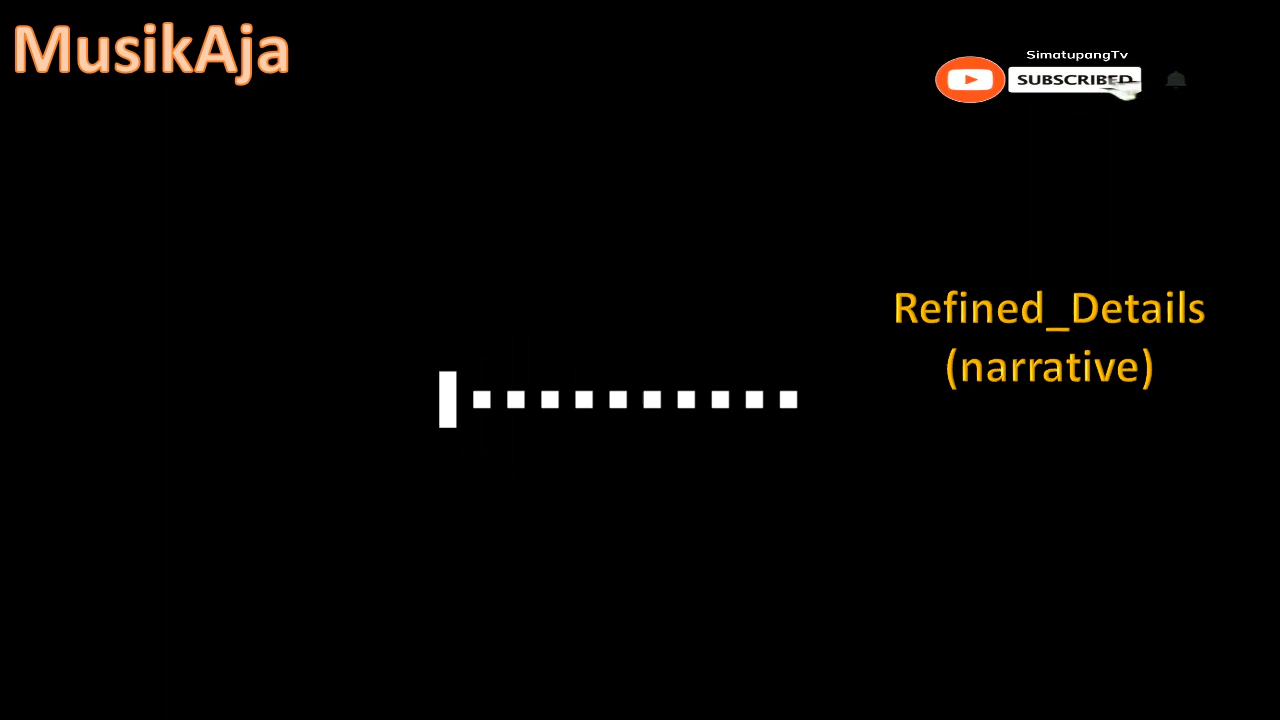 MusikAja
SimatupangTv
SUBSCRIBED
Refined_Details
(narrative)